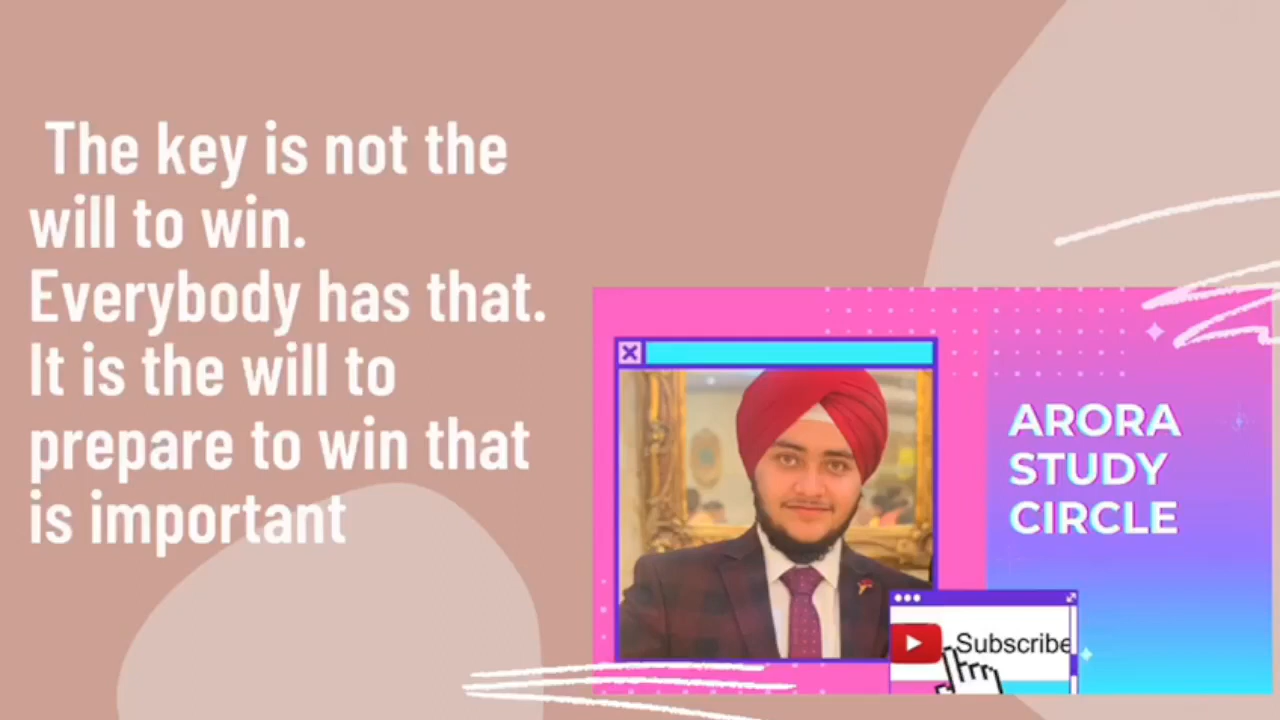 The key is not the
will to win.
Everybody has that.
It is the will to
prepare to win that
is important
ARORA
STUDY
CIRCLE
Subscribe